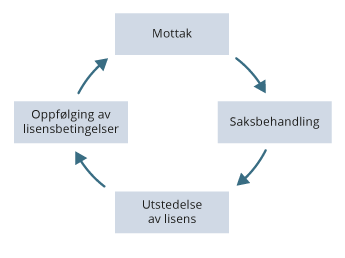 Mottak
Saksbehandling
Utstedelse
av lisens
Oppfølging av
lisensbetingelser